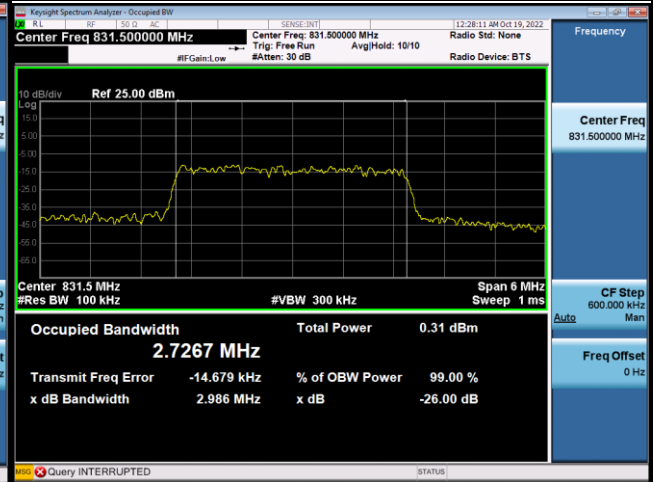 Keysight Spectrum Analyzer - Occupied BW
RL RF 50 Ω AC SENSE:INT 12:28:11 AM Oct 19, 2022
Center Freq 831.500000 MHz Center Freq: 831.500000 MHz Radio Std: None Frequency
Trig: Free Run Avg|Hold: 10/10
#IFGain:Low #Atten: 30 dB Radio Device: BTS
10 dB/div Ref 25.00 dBm
Log
15.0
5.00
-5.00
-15.0
-25.0
-35.0
-45.0
-55.0
-65.0
Center Freq
831.500000 MHz
Center 831.5 MHz Span 6 MHz
#Res BW 100 kHz #VBW 300 kHz Sweep 1 ms
CF Step
600.000 kHz
Auto Man
Occupied Bandwidth Total Power 0.31 dBm
2.7267 MHz
Transmit Freq Error -14.679 kHz % of OBW Power 99.00 %
x dB Bandwidth 2.986 MHz x dB -26.00 dB
Freq Offset
0 Hz
MSG Query INTERRUPTED STATUS